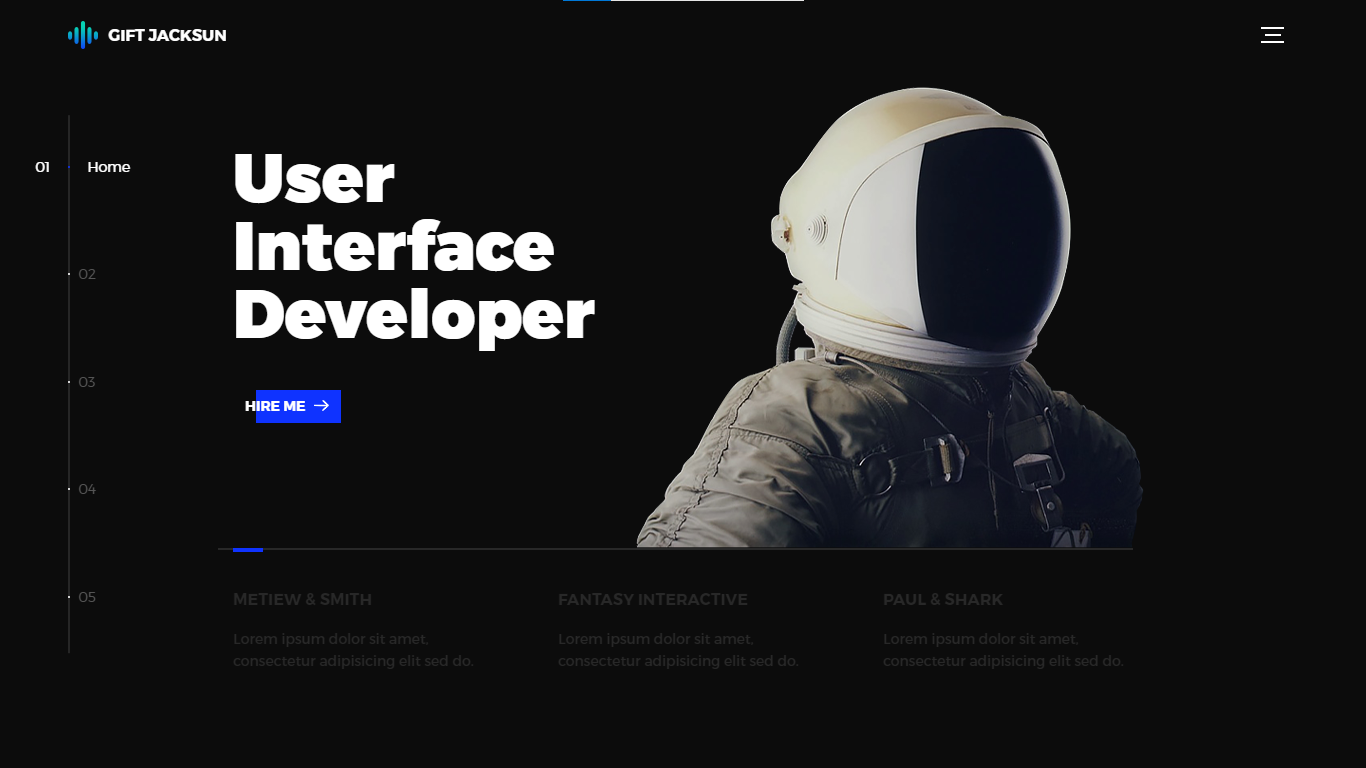 GIFT JACKSUN
01 Home
User
Interface
Developer
02
03
HIRE ME
04
05
METIEW & SMITH
Lorem ipsum dolor sit amet,
consectetur adipisicing elit sed do.
FANTASY INTERACTIVE
Lorem ipsum dolor sit amet,
consectetur adipisicing elit sed do.
PAUL & SHARK
Lorem ipsum dolor sit amet,
consectetur adipisicing elit sed do.